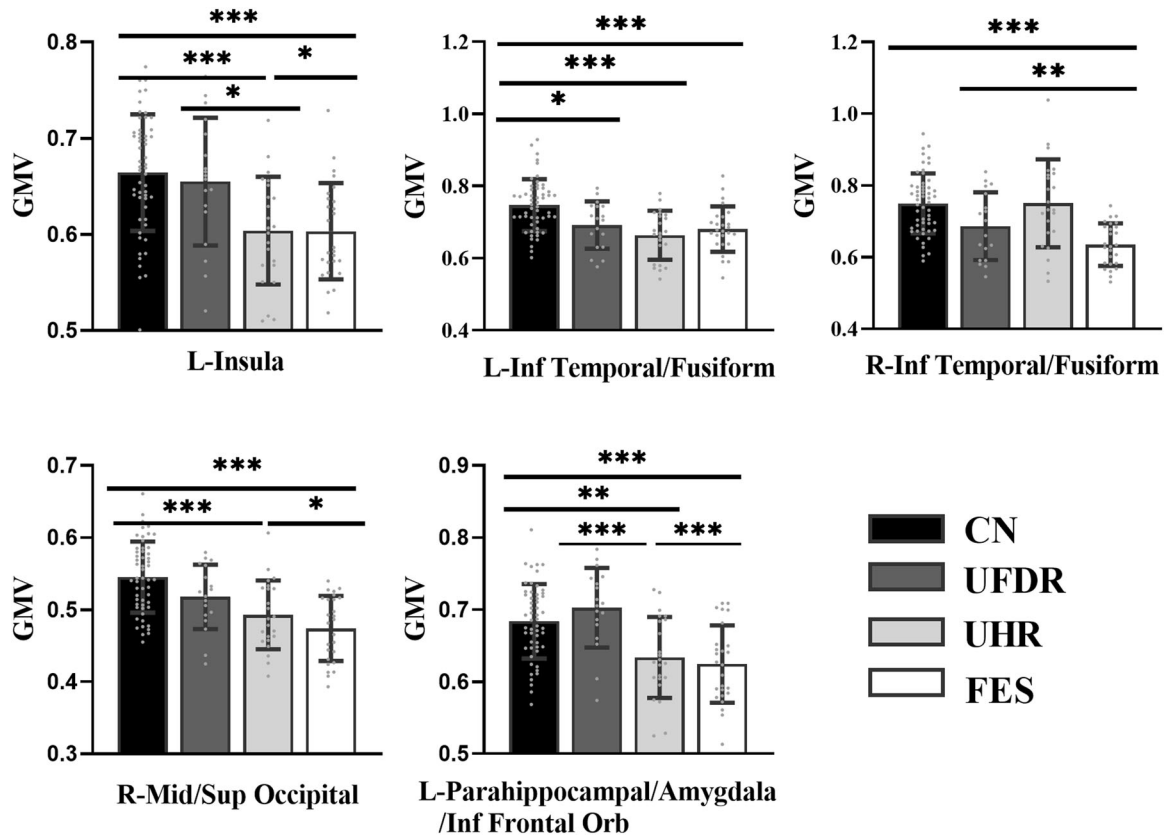 ***
***
*
*
0.8
0.7
0.6
0.5
GMV
L-Insula
***
***
*
1.2
1.0
0.8
0.6
0.4
GMV
L-Inf Temporal/Fusiform
***
**
1.2
1.0
0.8
0.6
0.4
GMV
R-Inf Temporal/Fusiform
***
***
*
0.7
0.6
0.5
0.4
0.3
GMV
R-Mid/Sup Occipital
***
**
***
***
0.9
0.8
0.7
0.6
0.5
GMV
L-Parahippocampal/Amygdala
/Inf Frontal Orb
CN
UFDR
UHR
FES